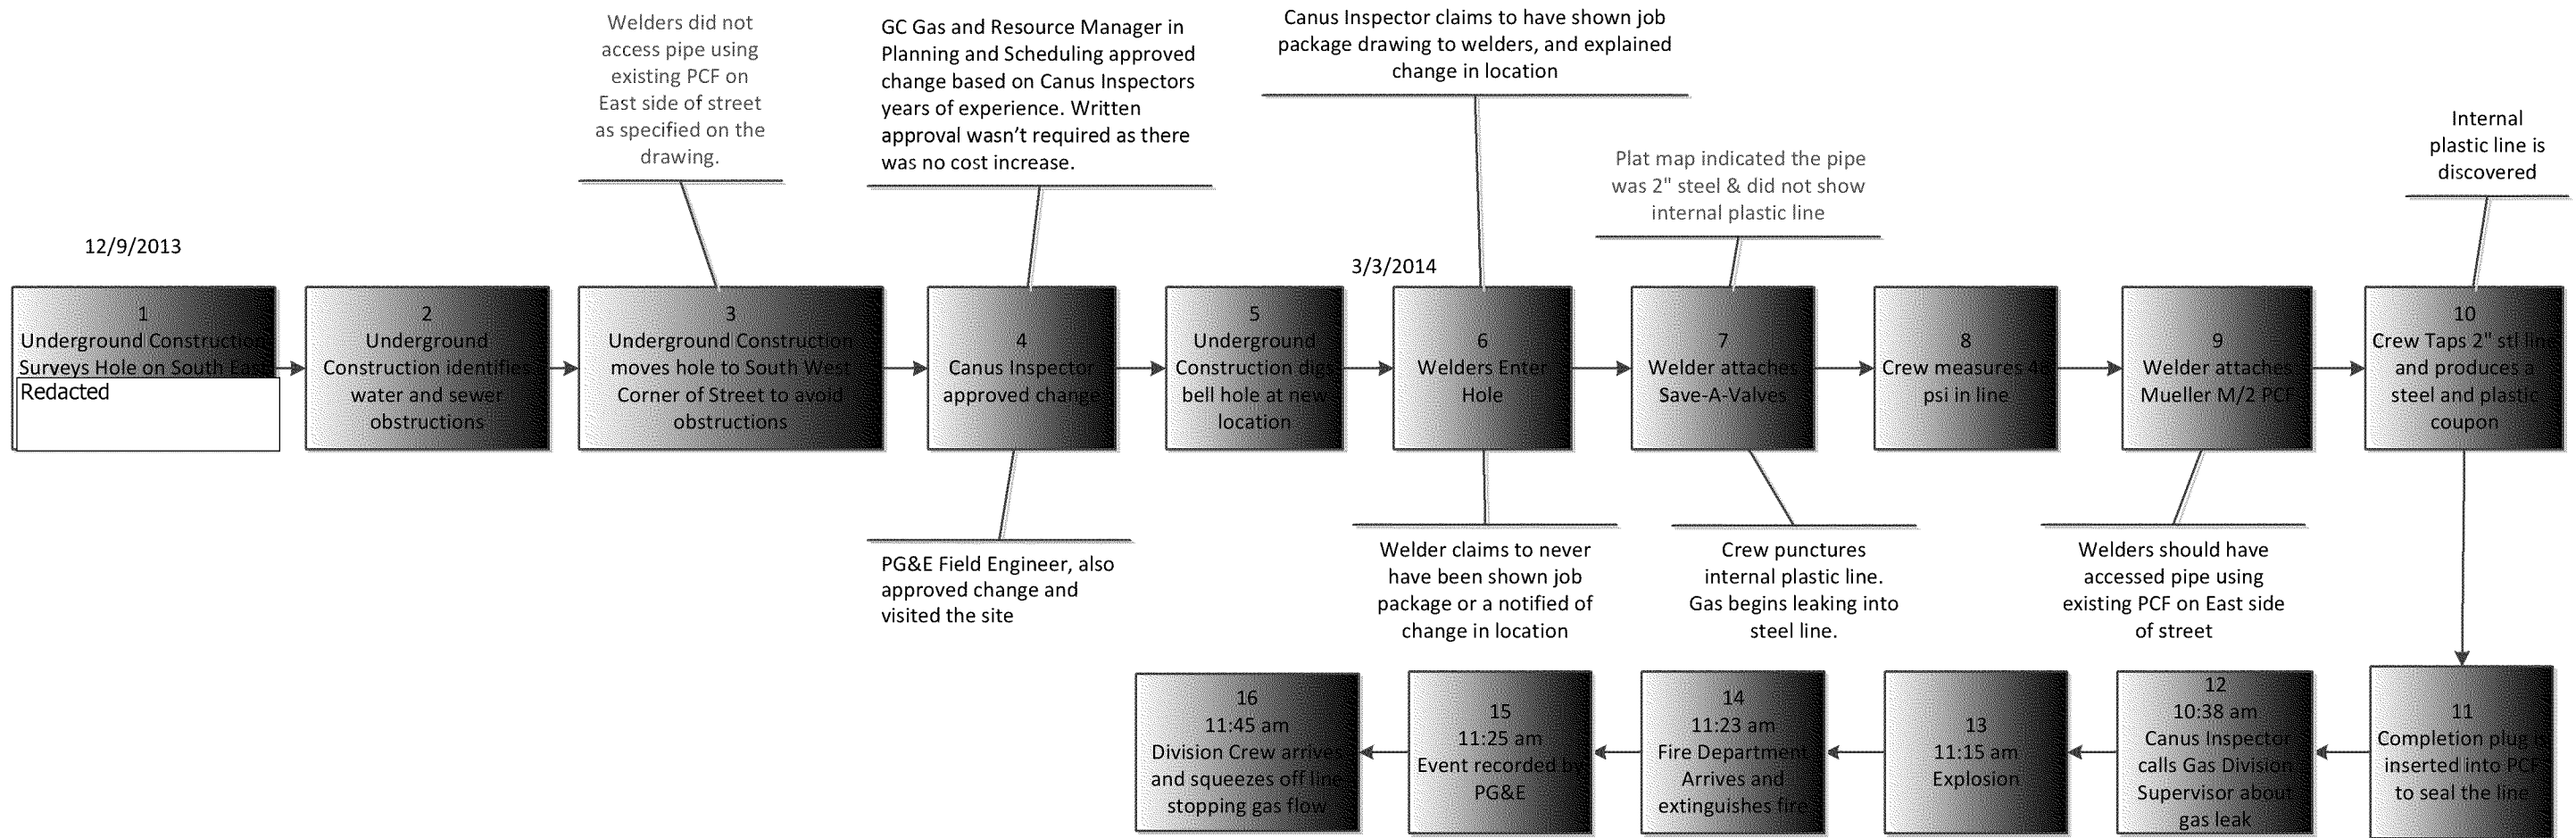 Welders did not
access pipe using
existing PCF on
East side of street
as specified on the
drawing.
GC Gas and Resource Manager in
Planning and Scheduling approved
change based on Canus Inspectors
years of experience. Written
approval wasn't required as there
was no cost increase.
Canus Inspector claims to have shown job
package drawing to welders, and explained
change in location
Plat map indicated the pipe
was 2" steel & did not show
internal plastic line
Internal
plastic line is
discovered
12/9/2013
3/3/2014
1
Underground Construction
Surveys Hole on South East
Redacted
2
Underground
Construction identifies
water and sewer
obstructions
3
Underground Construction
moves hole to South West
Corner of Street to avoid
obstructions
4
Canus Inspector
approved change
5
Underground
Construction digs
bell hole at new
location
6
Welders Enter
Hole
7
Welder attaches
Save-A-Valves
8
Crew measures
psi in line
9
Welder attaches
Mueller M/2 PCF
10
Crew Taps 2" stl line
and produces a
steel and plastic
coupon
PG&E Field Engineer, also
approved change and
visited the site
Welder claims to never
have been shown job
package or a notified of
change in location
Crew punctures
internal plastic line.
Gas begins leaking into
steel line.
Welders should have
accessed pipe using
existing PCF on East side
of street
11
Completion plug is
inserted into PCF
to seal the line
12
10:38 am
Canus Inspector
calls Gas Division
Supervisor about
gas leak
13
11:15 am
Explosion
14
11:23 am
Fire Department
Arrives and
extinguishes fire
15
11:25 am
Event recorded by
PG&E
16
11:45 am
Division Crew arrives
and squeezes off line
stopping gas flow